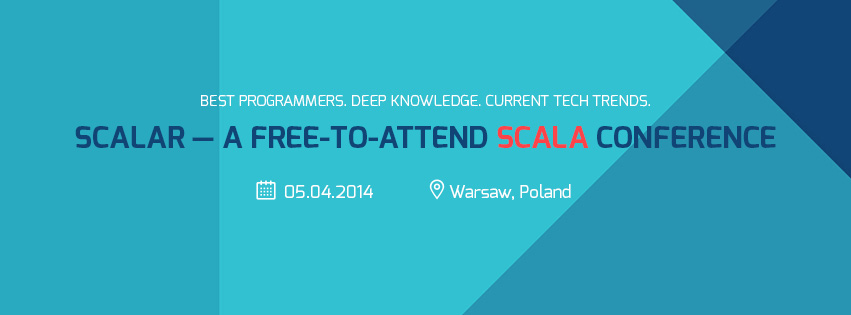 BEST PROGRAMMERS. DEEP KNOWLEDGE. CURRENT TECH TRENDS.
SCALAR — A FREE-TO-ATTEND SCALA CONFERENCE
05.04.2014 Warsaw, Poland